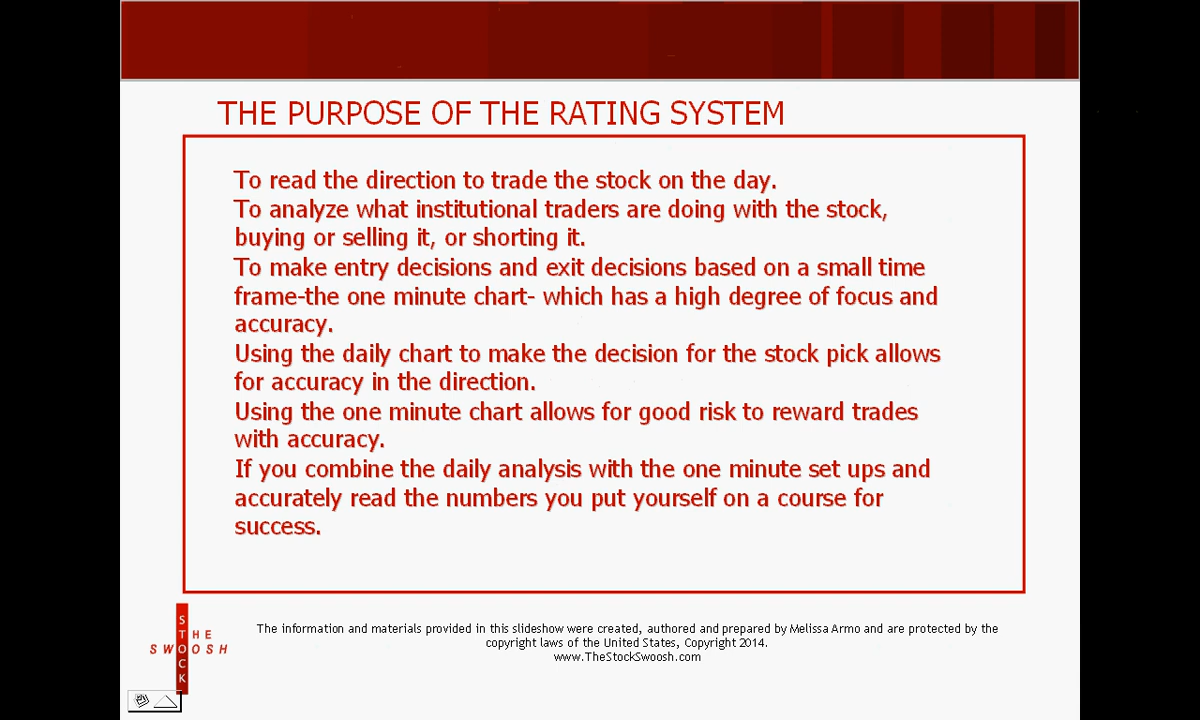 THE PURPOSE OF THE RATING SYSTEM
To read the direction to trade the stock on the day.
To analyze what institutional traders are doing with the stock,
buying or selling it, or shorting it.
To make entry decisions and exit decisions based on a small time
frame-the one minute chart- which has a high degree of focus and
accuracy.
Using the daily chart to make the decision for the stock pick allows
for accuracy in the direction.
Using the one minute chart allows for good risk to reward trades
with accuracy.
If you combine the daily analysis with the one minute set ups and
accurately read the numbers you put yourself on a course for
success.
THE
STOCK
SWOOSH
The information and materials provided in this slideshow were created, authored and prepared by Melissa Armo and are protected by the
copyright laws of the United States, Copyright 2014.
www.TheStockSwoosh.com